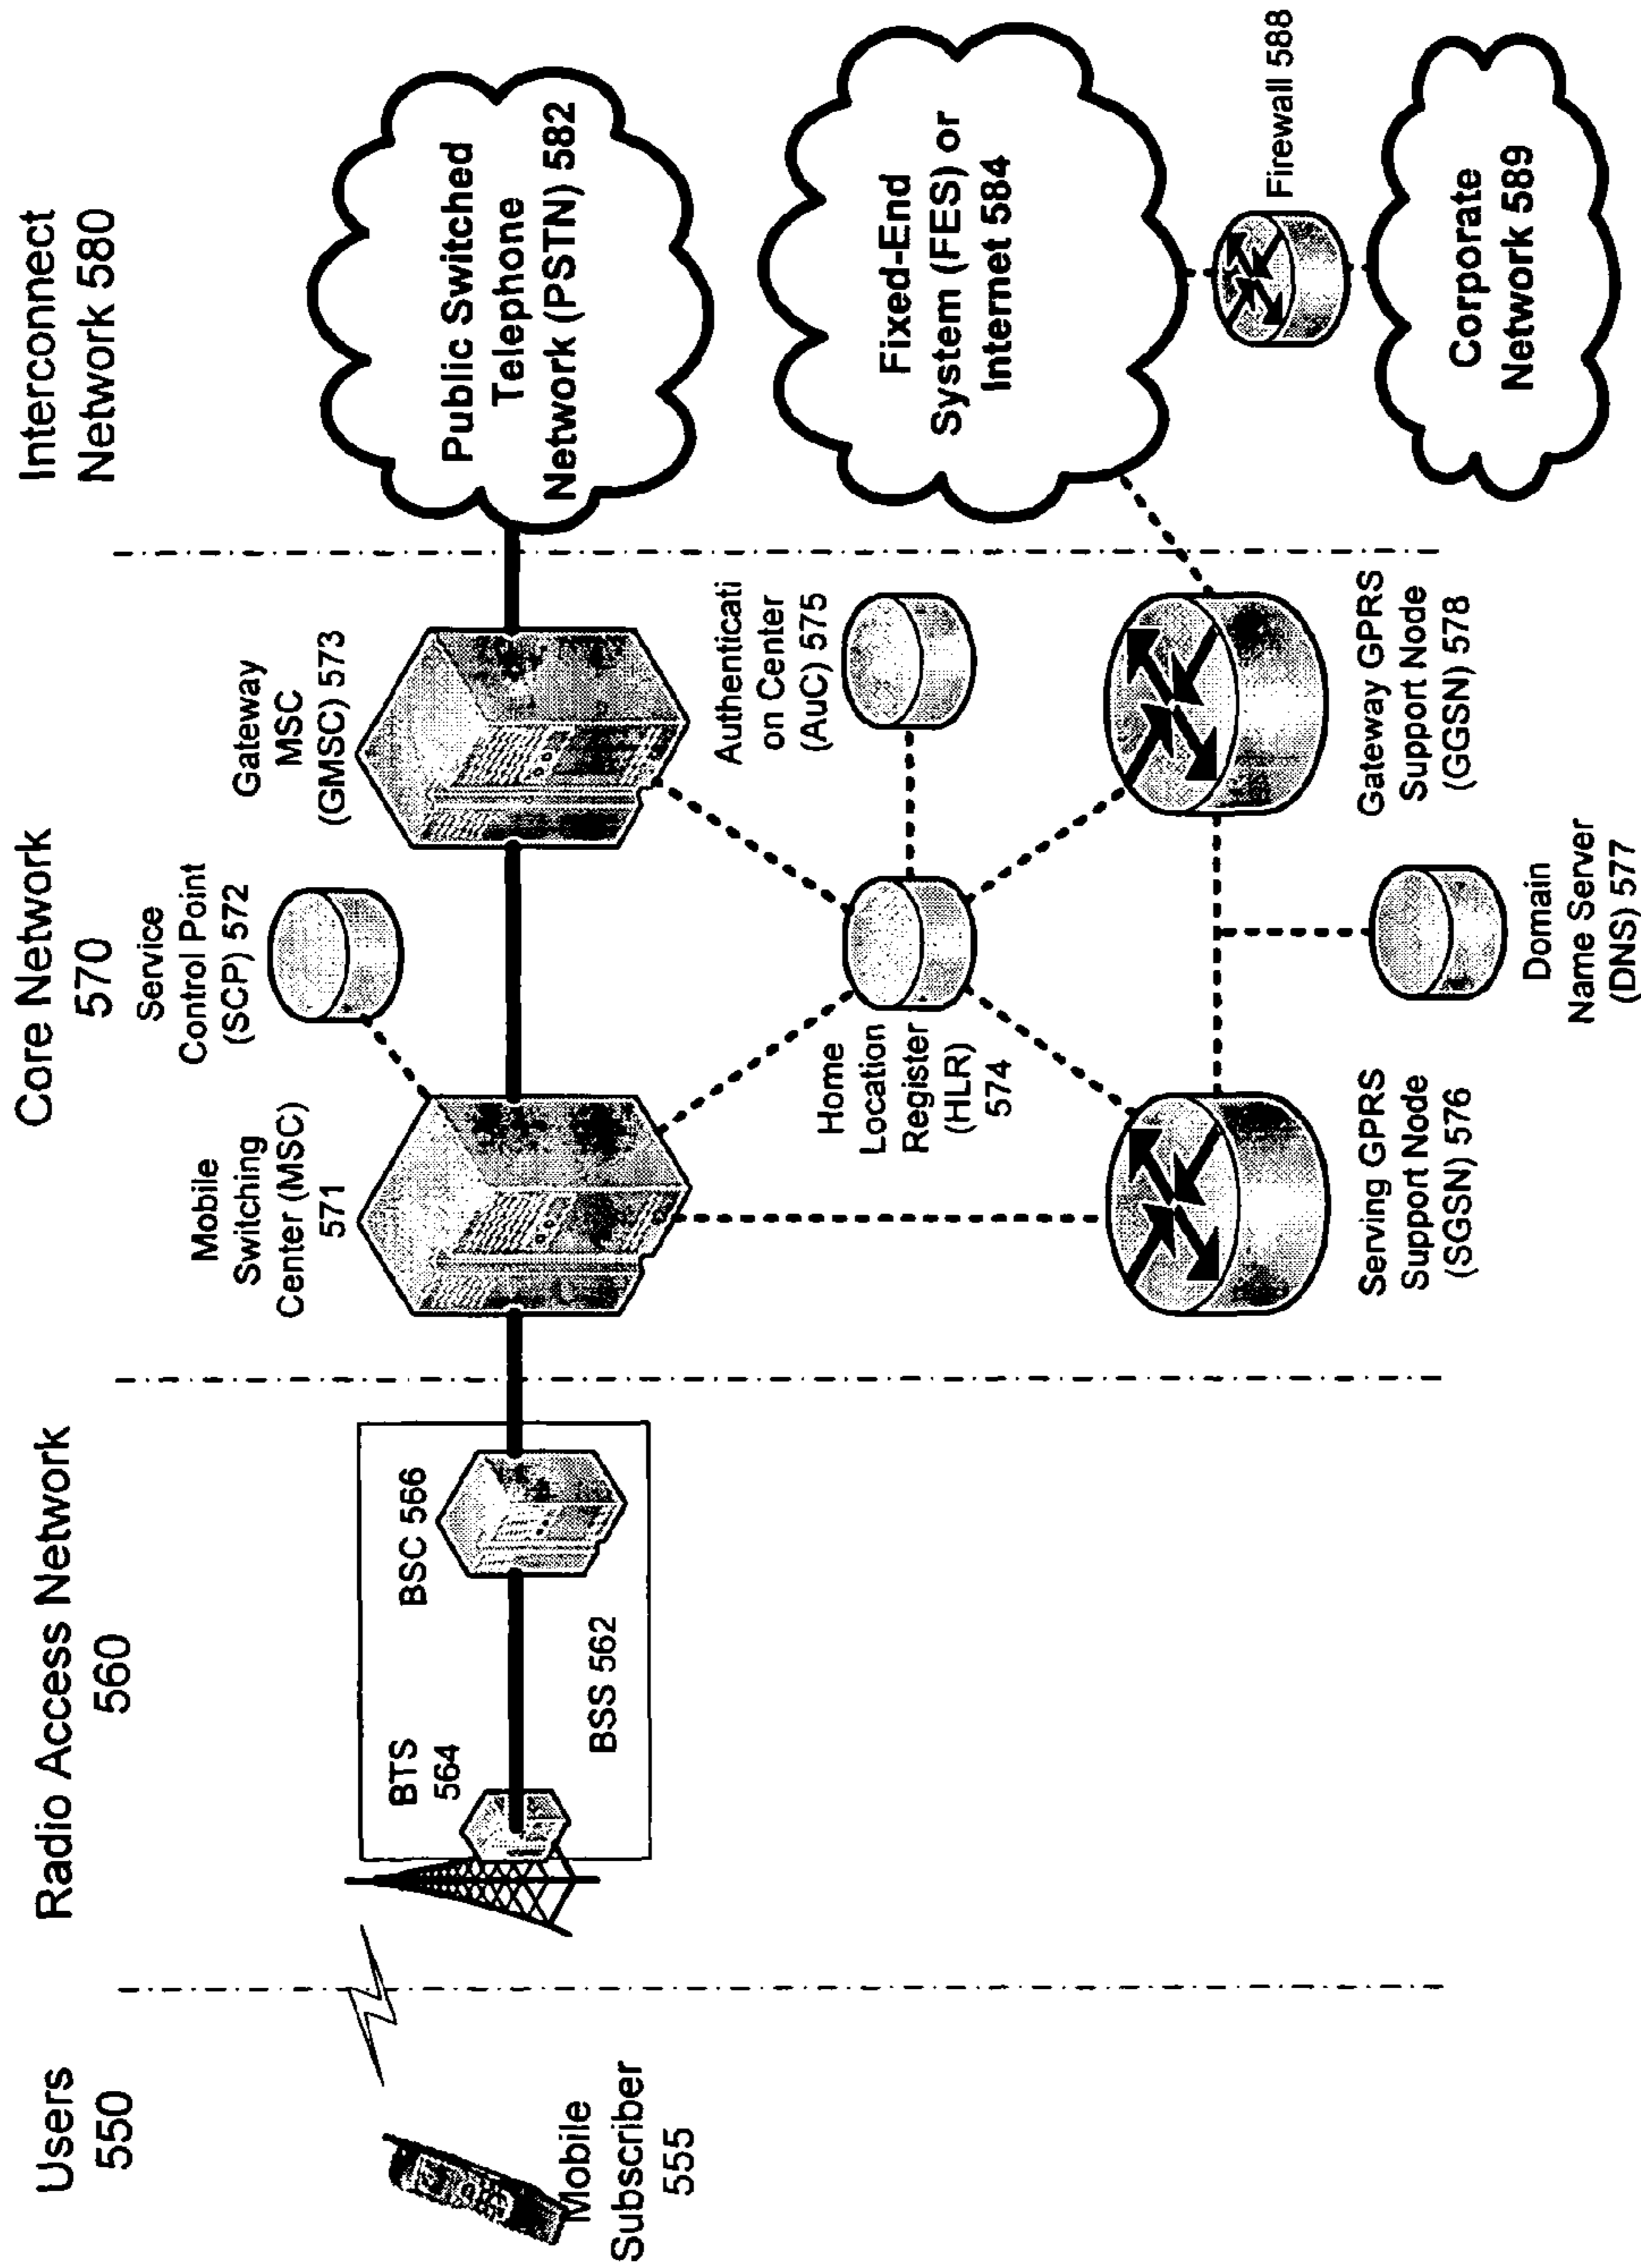 Users
550
Radio Access Network
560
Core Network
570
Interconnect
Network 580
Mobile
Subscriber
555
BTS
564
BSC 566
BSS 562
Mobile
Switching
Center (MSC)
571
Service
Control Point
(SCP) 572
Gateway
MSC
(GMSC) 573
Public Switched
Telephone
Network (PSTN) 582
Home
Location
Register
(HLR)
574
Authenticati
on Center
(AuC) 575
Fixed-End
System (FES) or
Internet 584
Serving GPRS
Support Node
(SGSN) 576
Domain
Name Server
(DNS) 577
Gateway GPRS
Support Node
(GGSN) 578
Firewall 588
Corporate
Network 589